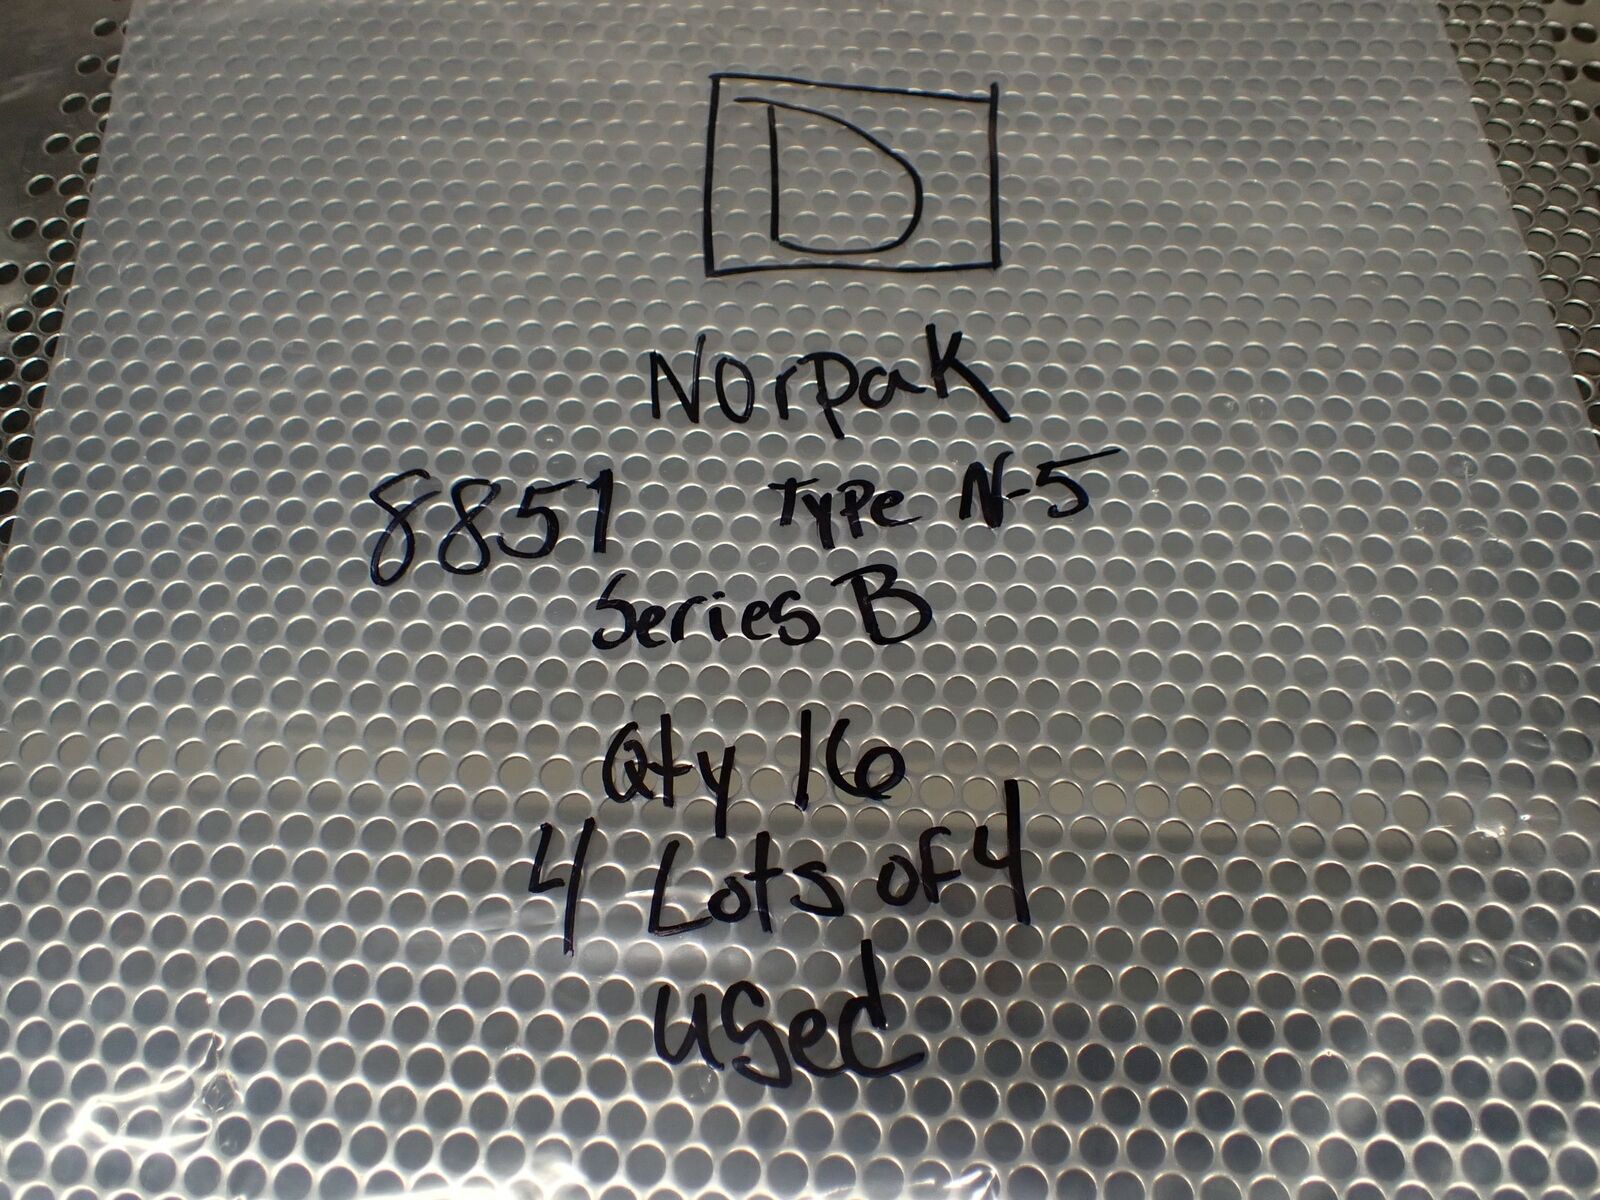 D
Norpak
8851 Type N-5
Series B
Qty 16
4 Lots of 4
used